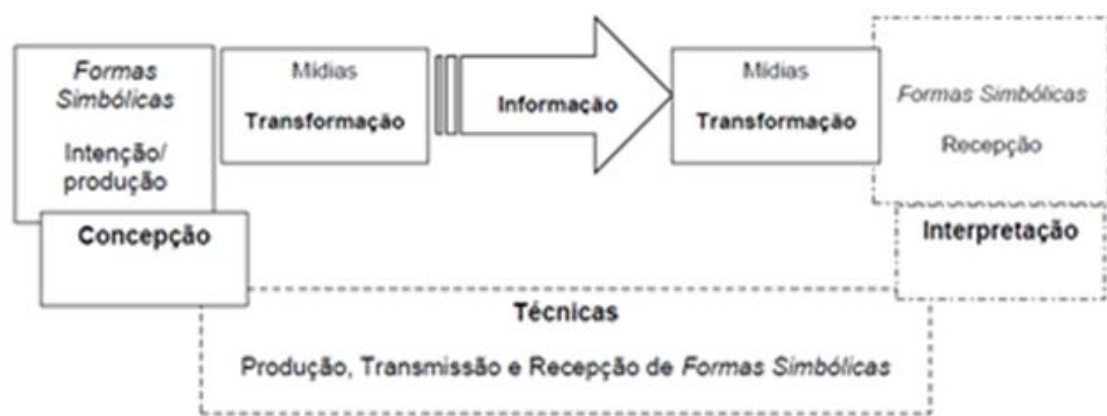 Formas
Simbólicas
Intenção/
produção
Concepção
Mídias
Transformação
Informação
Mídias
Transformação
Formas Simbólicas
Recepção
Interpretação
Técnicas
Produção, Transmissão e Recepção de Formas Simbólicas